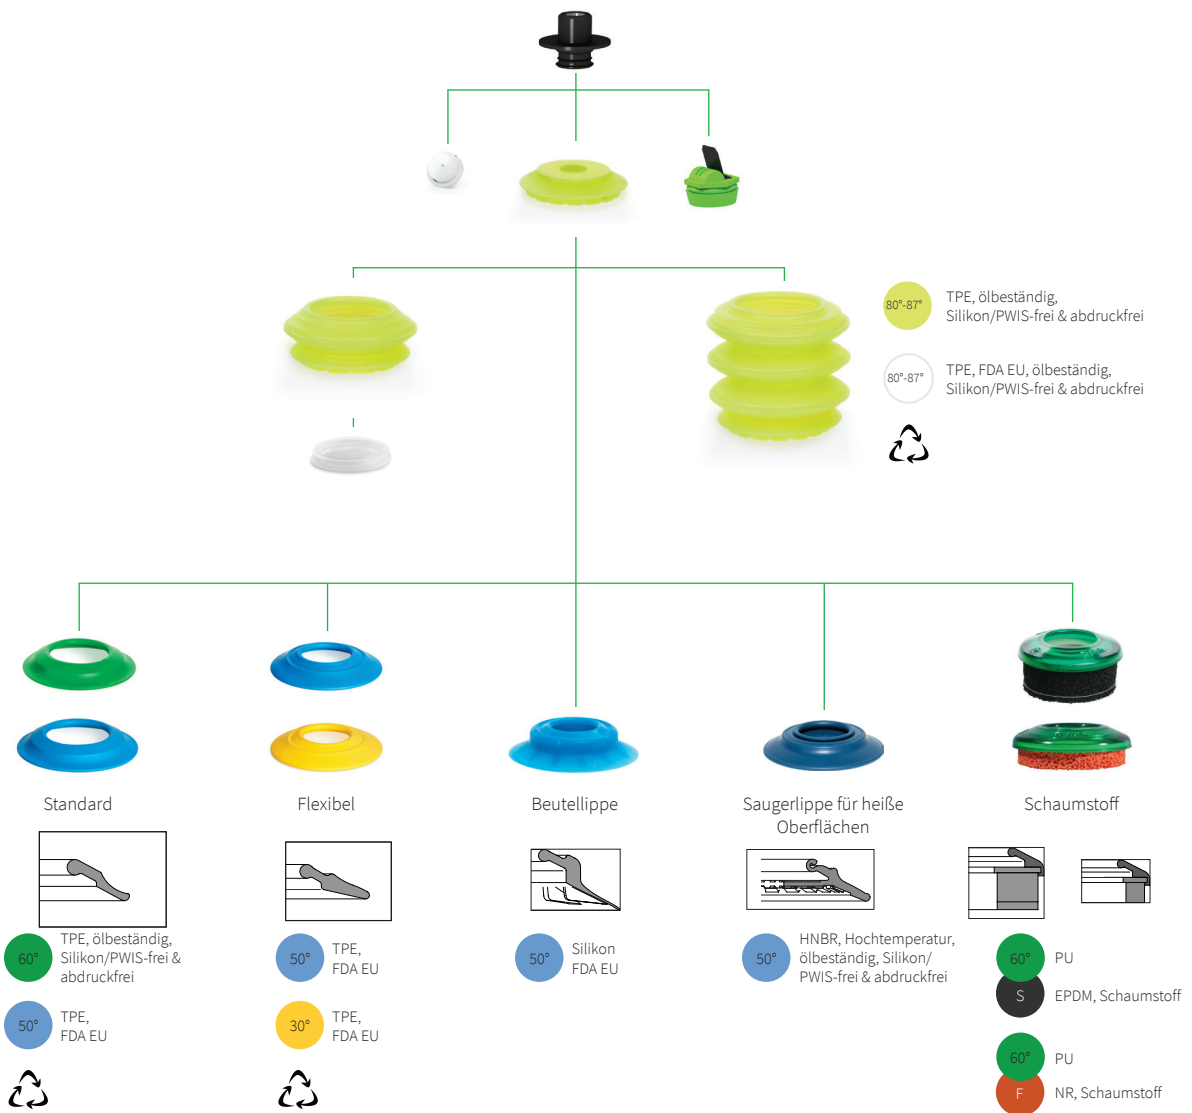 80°-87°
TPE, ölbeständig,
Silikon/PWIS-frei & abdruckfrei
80°-87°
TPE, FDA EU, ölbeständig,
Silikon/PWIS-frei & abdruckfrei
Standard
Flexibel
Beutellippe
Saugerlippe für heiße
Oberflächen
Schaumstoff
60°
TPE, ölbeständig,
Silikon/PWIS-frei &
abdruckfrei
50°
TPE,
FDA EU
50°
TPE,
FDA EU
30°
TPE,
FDA EU
50°
Silikon
FDA EU
50°
HNBR, Hochtemperatur,
ölbeständig, Silikon/
PWIS-frei & abdruckfrei
60°
PU
S
EPDM, Schaumstoff
60°
PU
F
NR, Schaumstoff